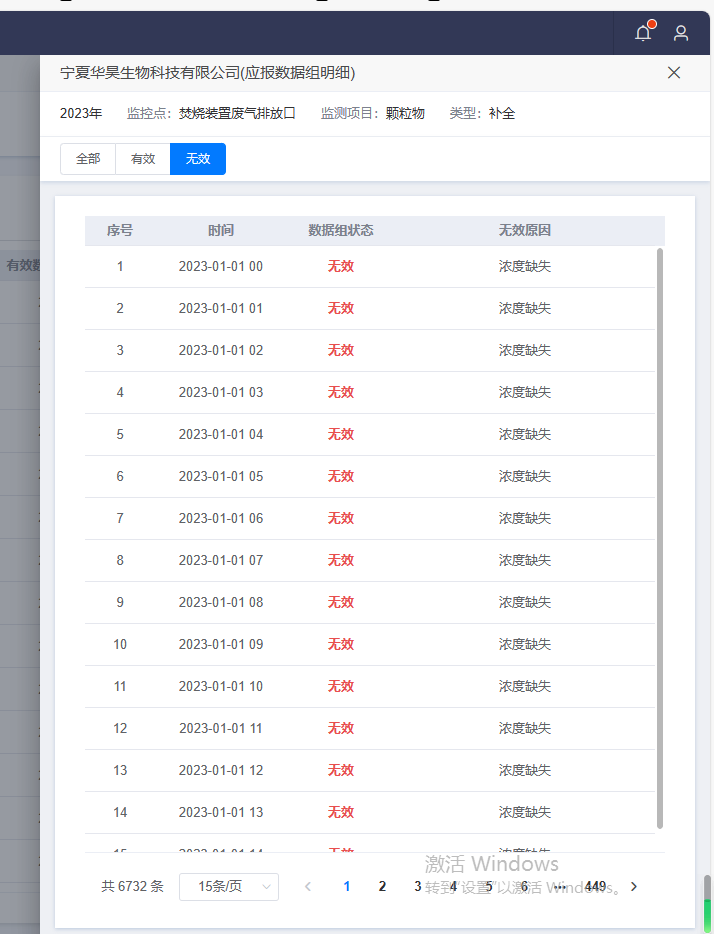 宁夏华昊生物科技有限公司(应报数据组明细)
2023年 监控点：焚烧装置废气排放口 监测项目：颗粒物 类型：补全
全部 有效 无效
有效数
序号 时间 数据组状态 无效原因
1 2023-01-01 00 无效 浓度缺失
2 2023-01-01 01 无效 浓度缺失
3 2023-01-01 02 无效 浓度缺失
4 2023-01-01 03 无效 浓度缺失
5 2023-01-01 04 无效 浓度缺失
6 2023-01-01 05 无效 浓度缺失
7 2023-01-01 06 无效 浓度缺失
8 2023-01-01 07 无效 浓度缺失
9 2023-01-01 08 无效 浓度缺失
10 2023-01-01 09 无效 浓度缺失
11 2023-01-01 10 无效 浓度缺失
12 2023-01-01 11 无效 浓度缺失
13 2023-01-01 12 无效 浓度缺失
14 2023-01-01 13 无效 浓度缺失
15 2023-01-01 14 无效 浓度缺失
激活 Windows
共 6732 条 15条/页 1 2 3 4 5 6 ··· 449
转到"设置"以激活 Windows。